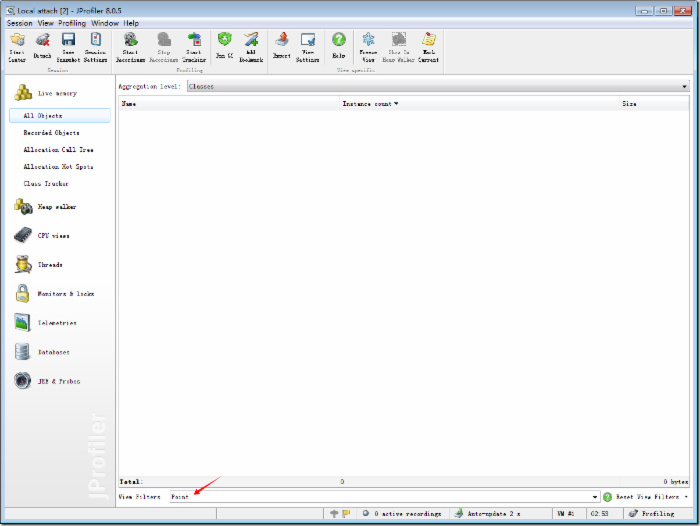 Local attach [2] - JProfiler 8.0.5
Session View Profiling Window Help
Start Center
Detach
Save Snapshot
Session Settings
Start Recordings
Stop Recordings
Start Tracking
Run GC
Add Bookmark
Export
View Settings
Help
Freeze View
Show In Heap Walker
Mark Current
Session
Profiling
View specific
Live memory
All Objects
Recorded Objects
Allocation Call Tree
Allocation Hot Spots
Class Tracker
Heap walker
CPU views
Threads
Monitors & locks
Telemetries
Databases
JEE & Probes
JProfiler
Aggregation level: Classes
Name Instance count Size
Total: 0 0 bytes
View Filters Point Reset View Filters
0 active recordings Auto-update 2 s VM #1 02:53 Profiling